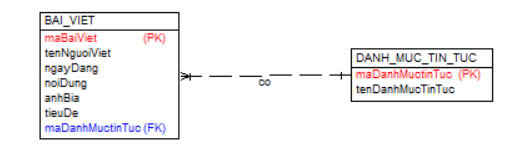 BAI_VIET
maBaiViet (PK)
tenNguoiViet
ngayDang
noiDung
anhBia
tieuDe
maDanhMuctinTuc (FK)
co
DANH_MUC_TIN_TUC
maDanhMuctinTuc (PK)
tenDanhMucTinTuc